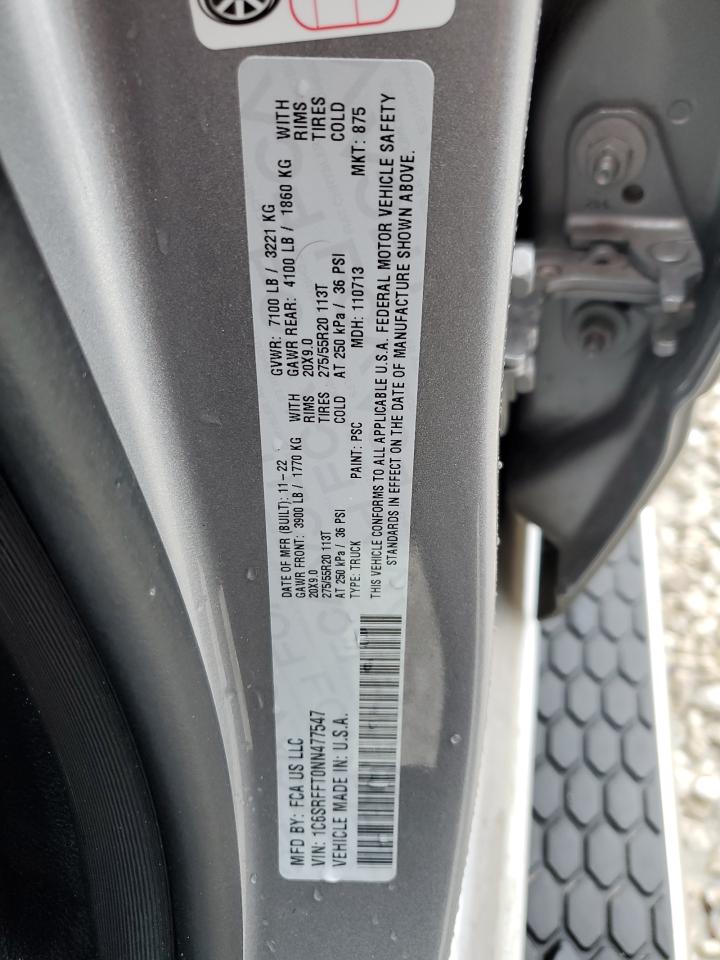 MFD BY: FCA US LLC
VIN: 1C6SRFFT0NN477547
VEHICLE MADE IN: U.S.A.
DATE OF MFR (BUILT): 11-22
GVWR: 7100 LB / 3221 KG
GAWR FRONT: 3900 LB / 1770 KG WITH
GAWR REAR: 4100 LB / 1860 KG WITH
20X9.0 RIMS
20X9.0 RIMS
275/55R20 113T TIRES
275/55R20 113T TIRES
AT 250 kPa / 36 PSI COLD
AT 250 kPa / 36 PSI COLD
TYPE: TRUCK PAINT: PSC MDH: 110713 MKT: 875
THIS VEHICLE CONFORMS TO ALL APPLICABLE U.S.A. FEDERAL MOTOR VEHICLE SAFETY
STANDARDS IN EFFECT ON THE DATE OF MANUFACTURE SHOWN ABOVE.